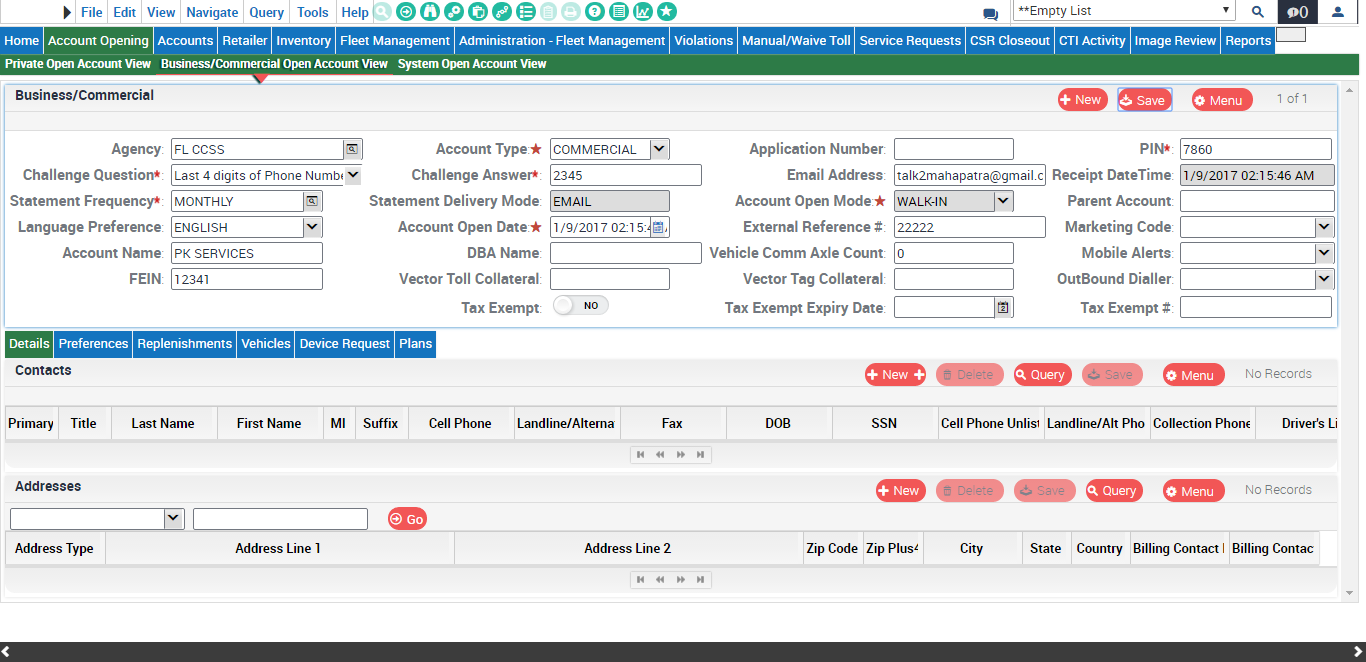 File Edit View Navigate Query Tools Help **Empty List 0
Home Account Opening Accounts Retailer Inventory Fleet Management Administration - Fleet Management Violations Manual/Waive Toll Service Requests CSR Closeout CTI Activity Image Review Reports
Private Open Account View Business/Commercial Open Account View System Open Account View
Business/Commercial New Save Menu 1 of 1
Agency: FL CCSS Account Type:★ COMMERCIAL Application Number: PIN★: 7860
Challenge Question★: Last 4 digits of Phone Numbe Challenge Answer★: 2345 Email Address: talk2mahapatra@gmail.c Receipt DateTime: 1/9/2017 02:15:46 AM
Statement Frequency★: MONTHLY Statement Delivery Mode: EMAIL Account Open Mode:★ WALK-IN Parent Account:
Language Preference: ENGLISH Account Open Date:★ 1/9/2017 02:15:4 External Reference #: 22222 Marketing Code:
Account Name: PK SERVICES DBA Name: Vehicle Comm Axle Count: 0 Mobile Alerts:
FEIN: 12341 Vector Toll Collateral: Vector Tag Collateral: OutBound Dialler:
Tax Exempt: NO Tax Exempt Expiry Date: Tax Exempt #:
Details Preferences Replenishments Vehicles Device Request Plans
Contacts New Delete Query Save Menu No Records
Primary Title Last Name First Name MI Suffix Cell Phone Landline/Alterna Fax DOB SSN Cell Phone Unlist Landline/Alt Pho Collection Phone Driver's Li
Addresses New Delete Save Query Menu No Records
Go
Address Type Address Line 1 Address Line 2 Zip Code Zip Plus4 City State Country Billing Contact Billing Contac